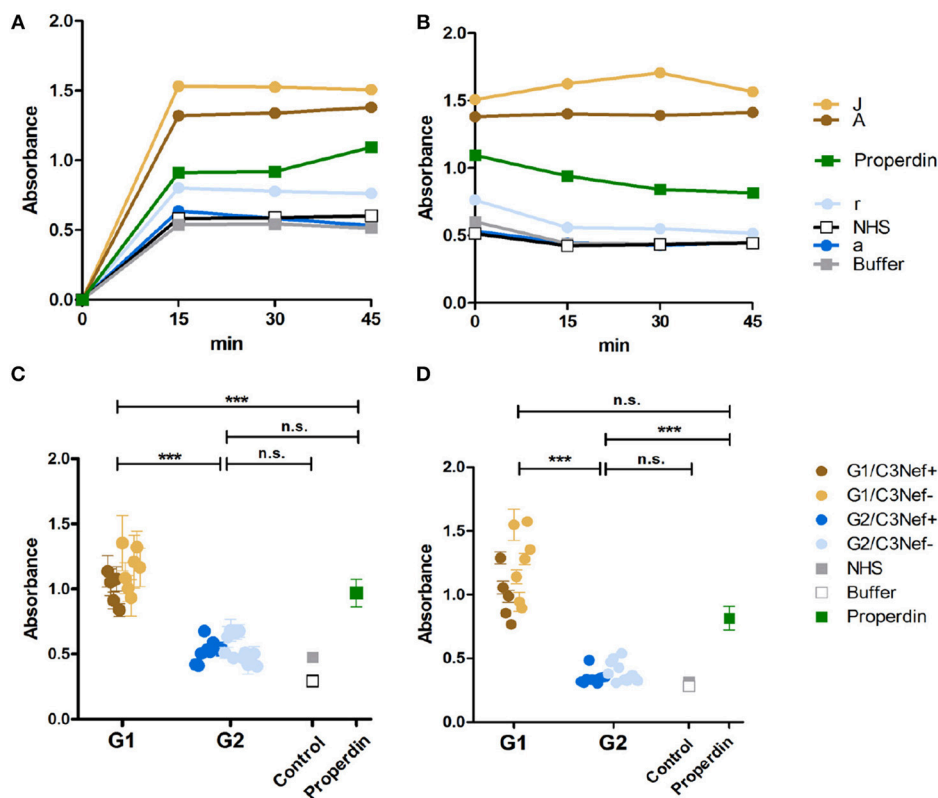 A
2.0
1.5
1.0
0.5
0.0
Absorbance
0
15
30
45
min
B
2.0
1.5
1.0
0.5
0.0
Absorbance
0
15
30
45
min
J
A
Properdin
r
NHS
a
Buffer
C
***
n.s.
***
n.s.
2.0
1.5
1.0
0.5
0.0
Absorbance
G1
G2
Control
Properdin
D
n.s.
***
***
n.s.
2.0
1.5
1.0
0.5
0.0
Absorbance
G1
G2
Control
Properdin
G1/C3Nef+
G1/C3Nef-
G2/C3Nef+
G2/C3Nef-
NHS
Buffer
Properdin